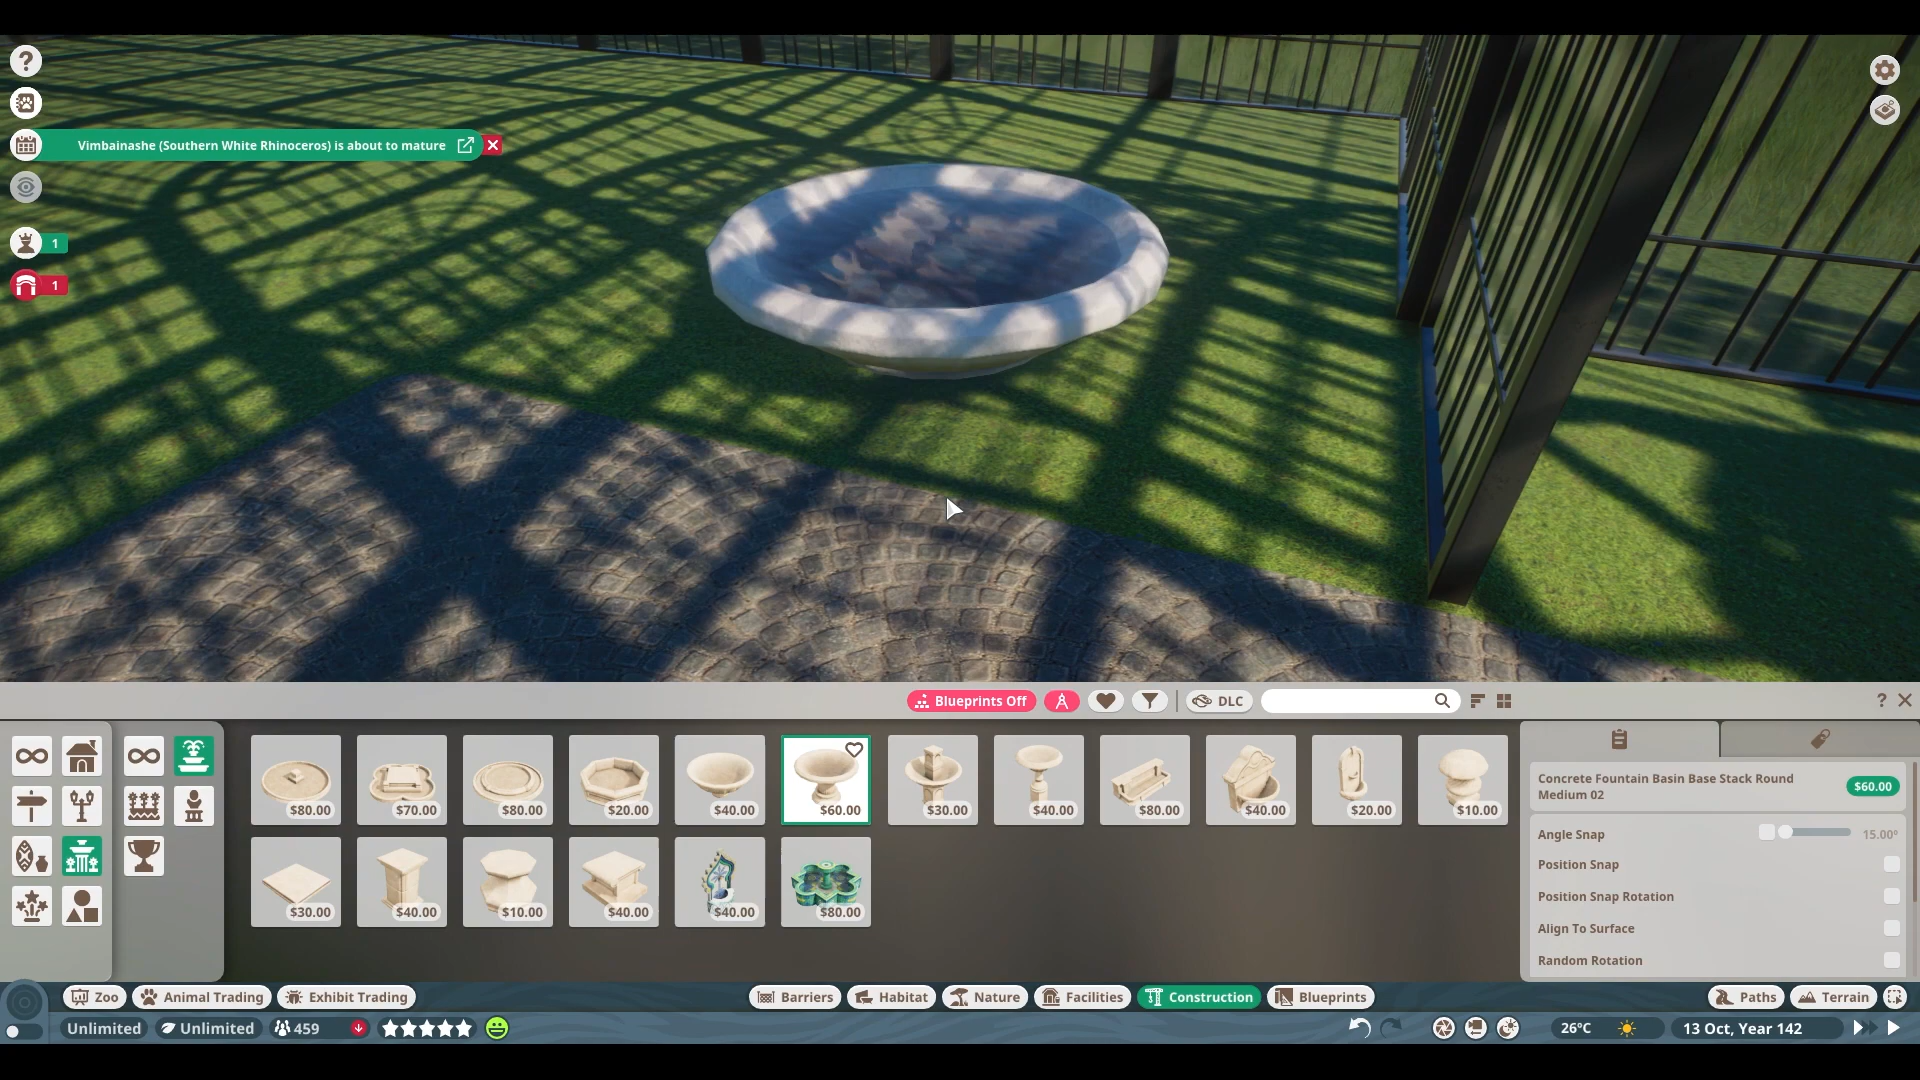 ?
Vimbainashe (Southern White Rhinoceros) is about to mature
1
1
Blueprints Off
DLC
?
$80.00 $70.00 $80.00 $20.00 $40.00 $60.00 $30.00 $40.00 $80.00 $40.00 $20.00 $10.00
$30.00 $40.00 $10.00 $40.00 $40.00 $80.00
Concrete Fountain Basin Base Stack Round
Medium 02
$60.00
Angle Snap 15.00°
Position Snap
Position Snap Rotation
Align To Surface
Random Rotation
Zoo Animal Trading Exhibit Trading Barriers Habitat Nature Facilities Construction Blueprints Paths Terrain
Unlimited Unlimited 459 26°C 13 Oct, Year 142